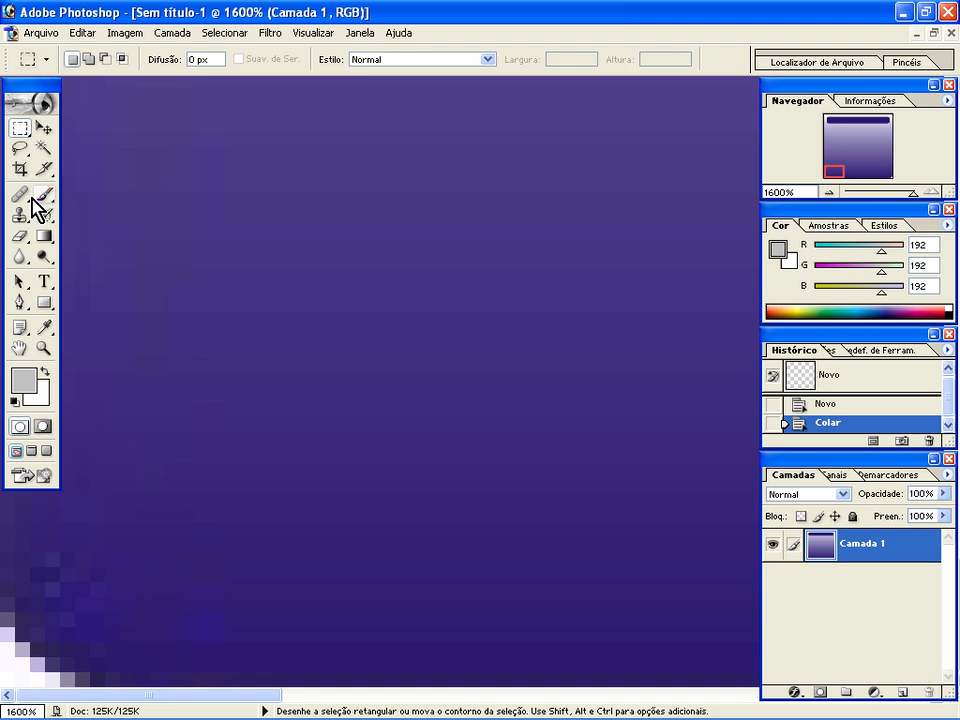 Adobe Photoshop - [Sem título-1 @ 1600% (Camada 1, RGB)]
Arquivo Editar Imagem Camada Selecionar Filtro Visualizar Janela Ajuda
Difusão: 0 px Suav. de Ser. Estilo: Normal Largura: Altura: Localizador de Arquivo Pincéis
Navegador Informações
1600%
Cor Amostras Estilos
R 192
G 192
B 192
Histórico es edef. de Ferram.
Novo
Novo
Colar
Camadas anais Demarcadores
Normal Opacidade: 100%
Bloq.: Preen.: 100%
Camada 1
T
1600% Doc: 125K/125K Desenhe a seleção retangular ou mova o contorno da seleção. Use Shift, Alt e Ctrl para opções adicionais.